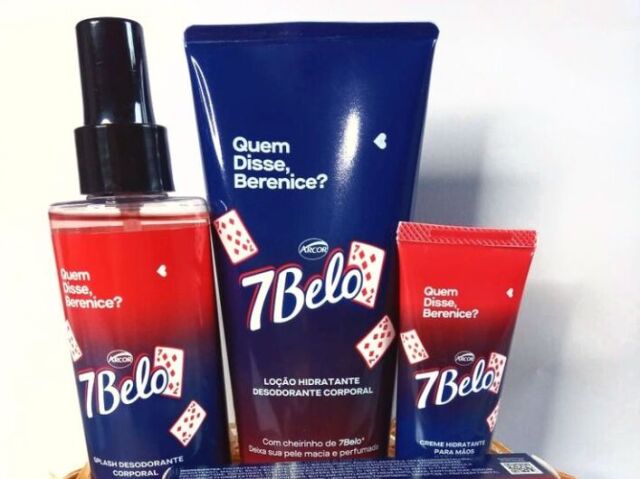 Quem
Disse,
Berenice?
ARCOR
7Belo
SPLASH DESODORANTE
CORPORAL
Quem
Disse,
Berenice?
ARCOR
7Belo
LOÇÃO HIDRATANTE
DESODORANTE CORPORAL
Com cheirinho de 7Belo*
Deixa sua pele macia e perfumada
Quem
Disse,
Berenice?
ARCOR
7Belo
CREME HIDRATANTE
PARA MÃOS